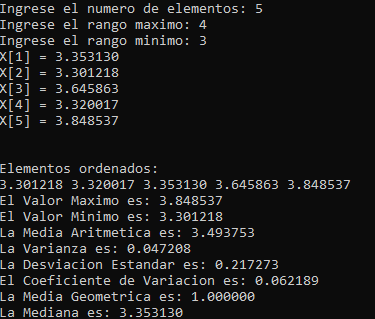 Ingrese el numero de elementos: 5
Ingrese el rango maximo: 4
Ingrese el rango minimo: 3
X[1] = 3.353130
X[2] = 3.301218
X[3] = 3.645863
X[4] = 3.320017
X[5] = 3.848537
Elementos ordenados:
3.301218 3.320017 3.353130 3.645863 3.848537
El Valor Maximo es: 3.848537
El Valor Minimo es: 3.301218
La Media Aritmetica es: 3.493753
La Varianza es: 0.047208
La Desviacion Estandar es: 0.217273
El Coeficiente de Variacion es: 0.062189
La Media Geometrica es: 1.000000
La Mediana es: 3.353130